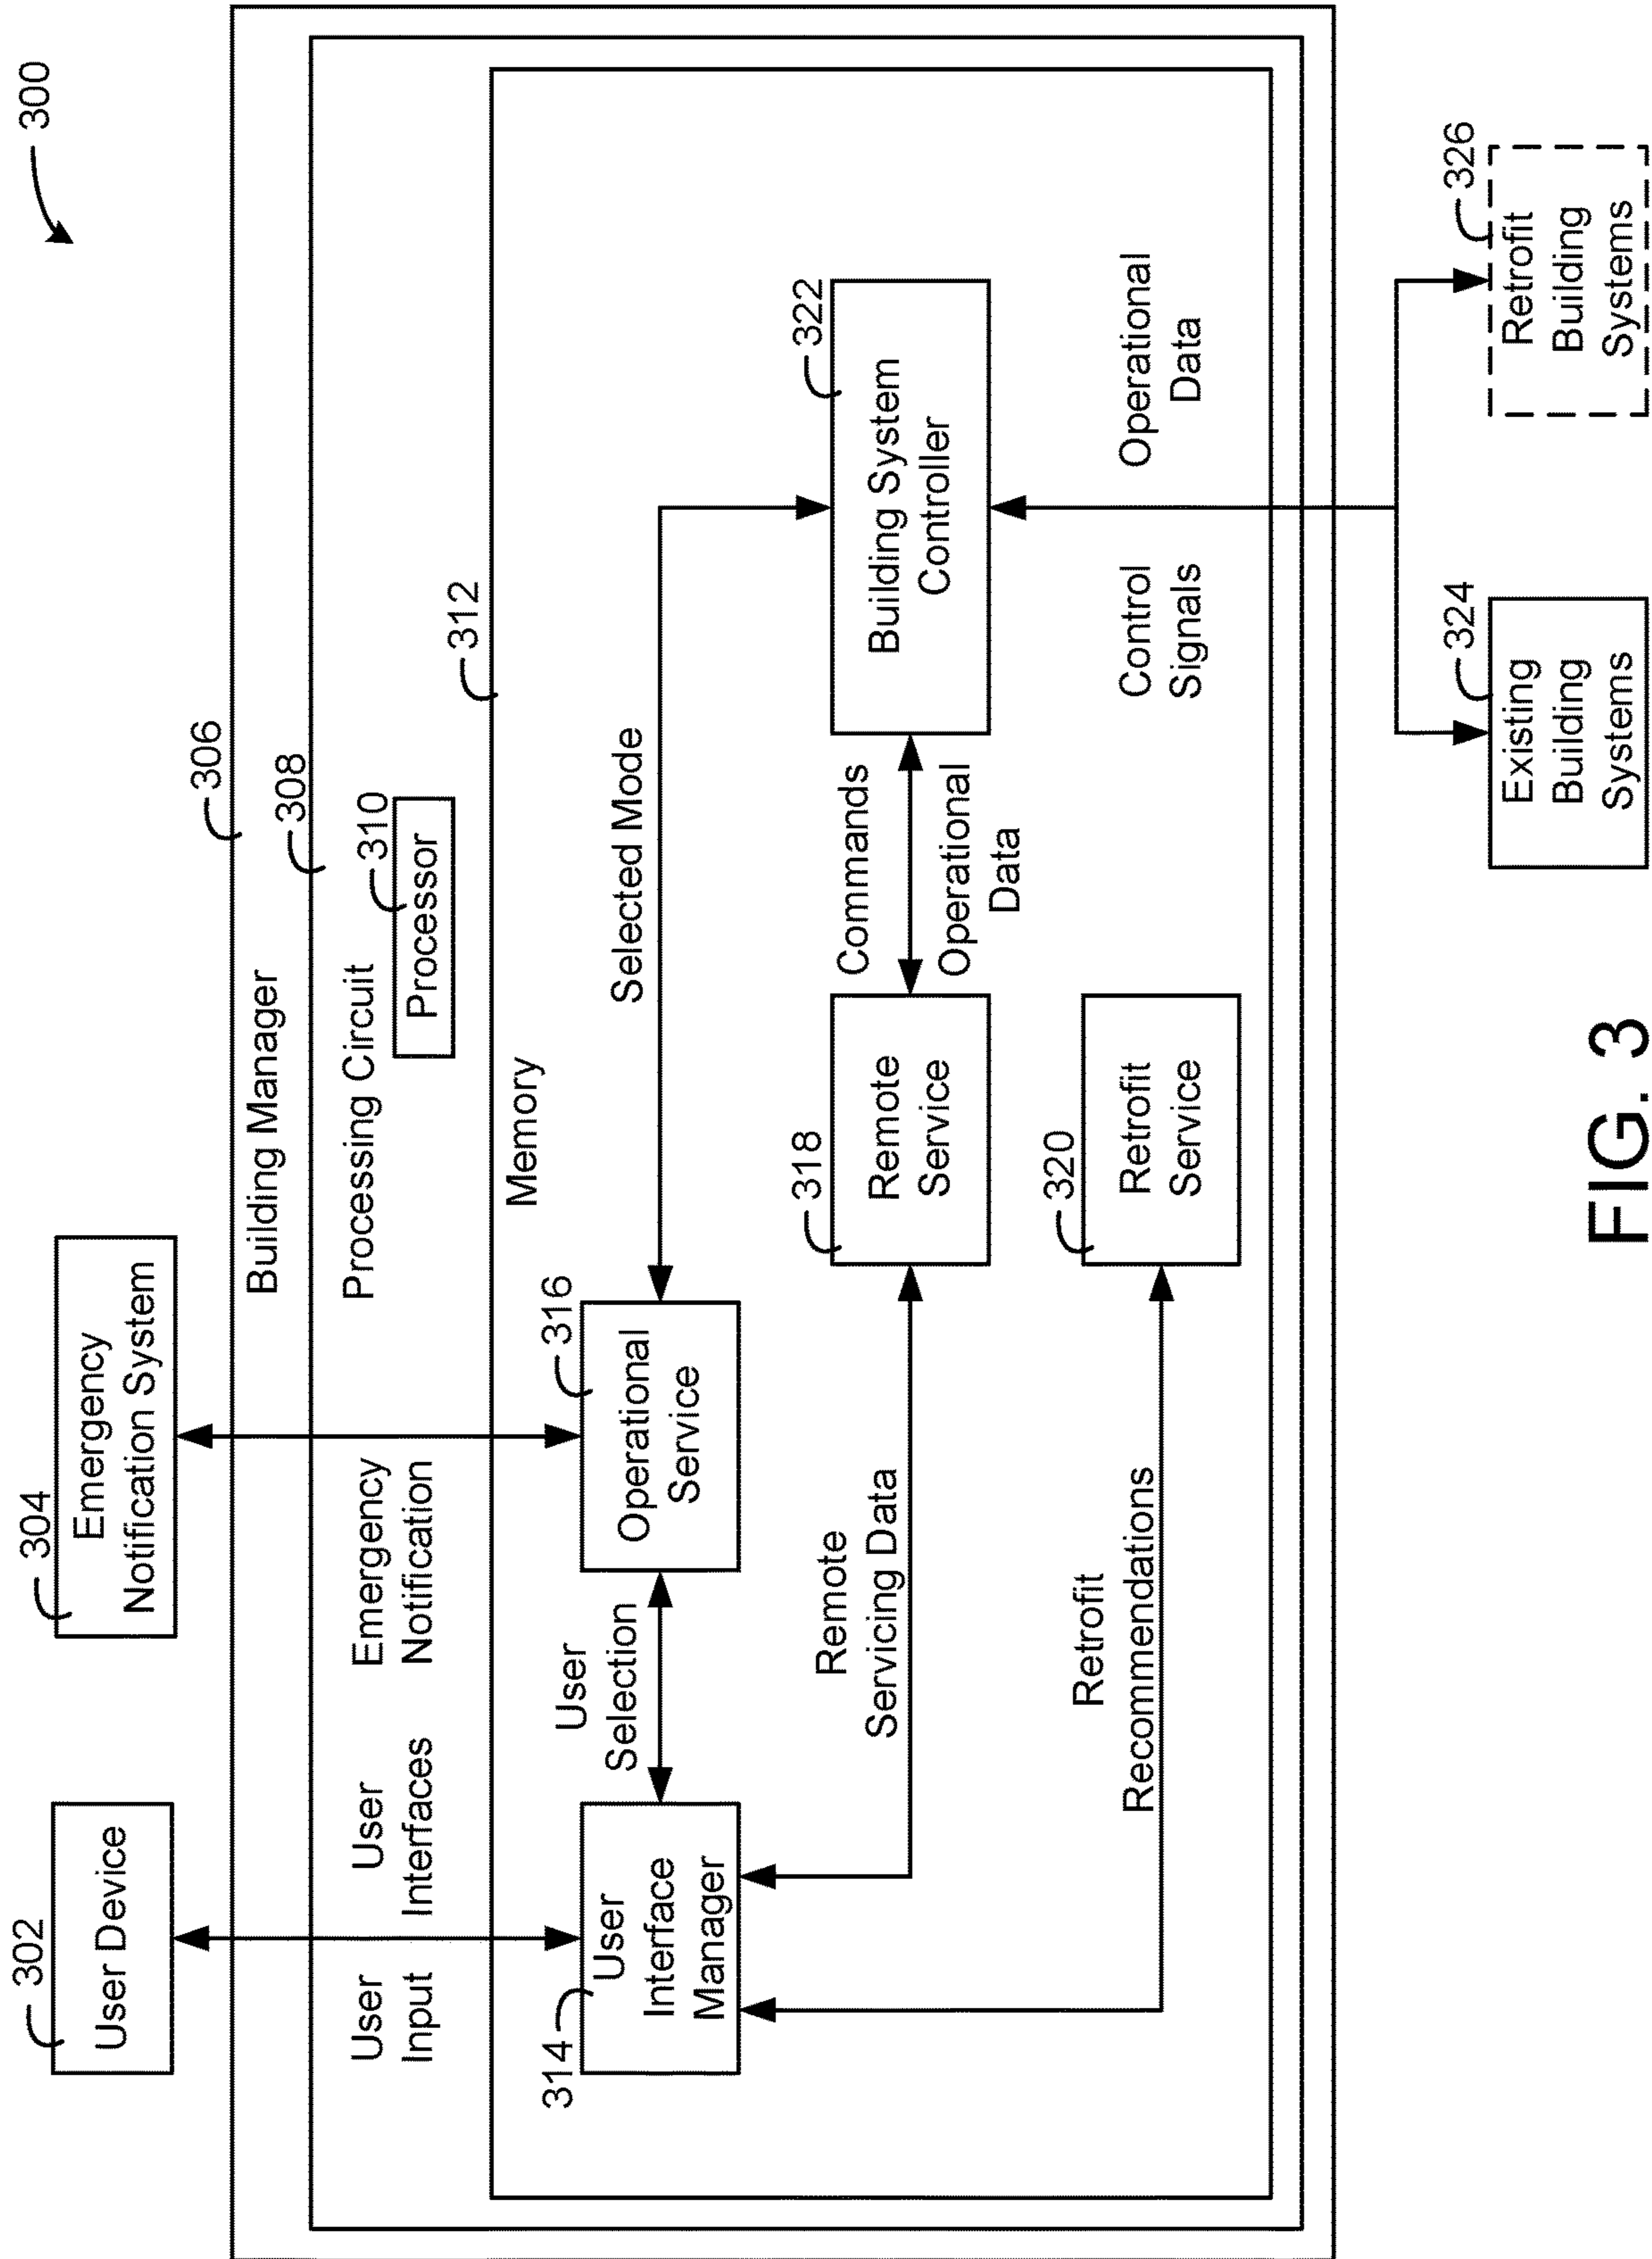 300
302
User Device
304
Emergency
Notification System
306
Building Manager
308
Processing Circuit
310
Processor
User
Input
User
Interfaces
Emergency
Notification
312
Memory
314
User
Interface
Manager
User
Selection
316
Operational
Service
Selected Mode
Remote
Servicing Data
318
Remote
Service
Commands
Operational
Data
322
Building System
Controller
Retrofit
Recommendations
320
Retrofit
Service
Control
Signals
Operational
Data
324
Existing
Building
Systems
326
Retrofit
Building
Systems
FIG. 3